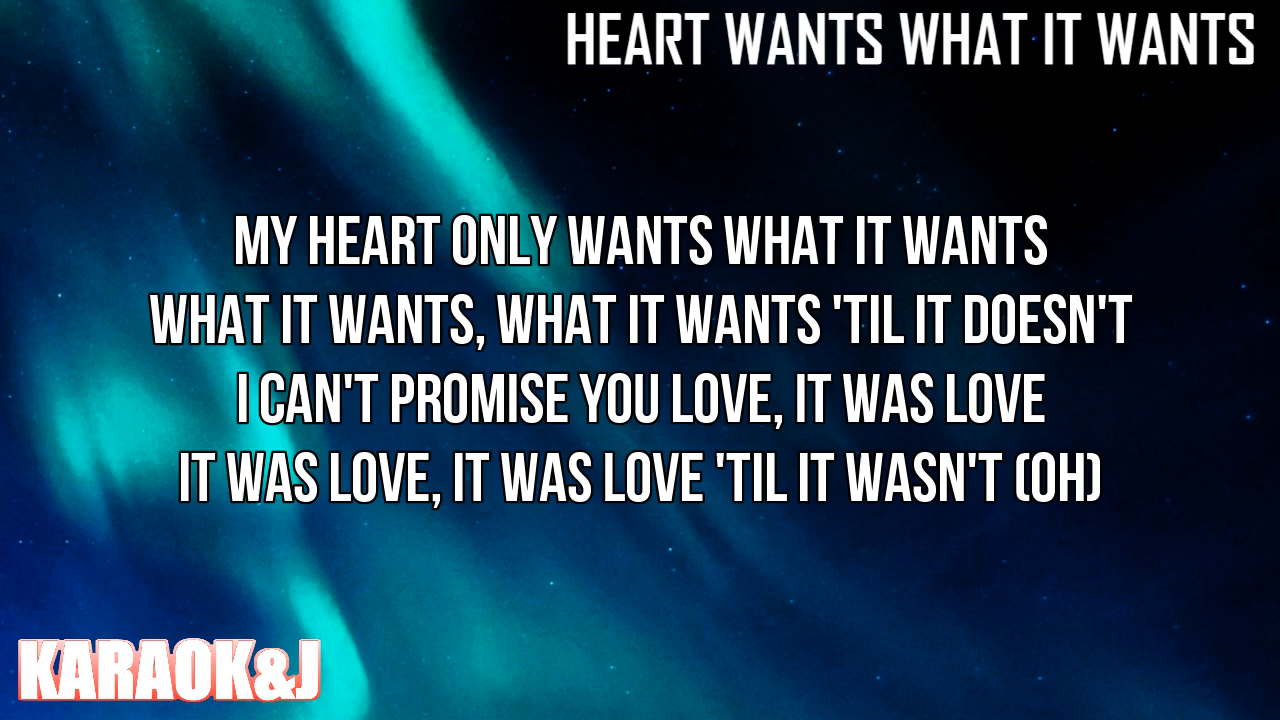 HEART WANTS WHAT IT WANTS
MY HEART ONLY WANTS WHAT IT WANTS
WHAT IT WANTS, WHAT IT WANTS 'TIL IT DOESN'T
I CAN'T PROMISE YOU LOVE, IT WAS LOVE
IT WAS LOVE, IT WAS LOVE 'TIL IT WASN'T (OH)
KARAOK&J